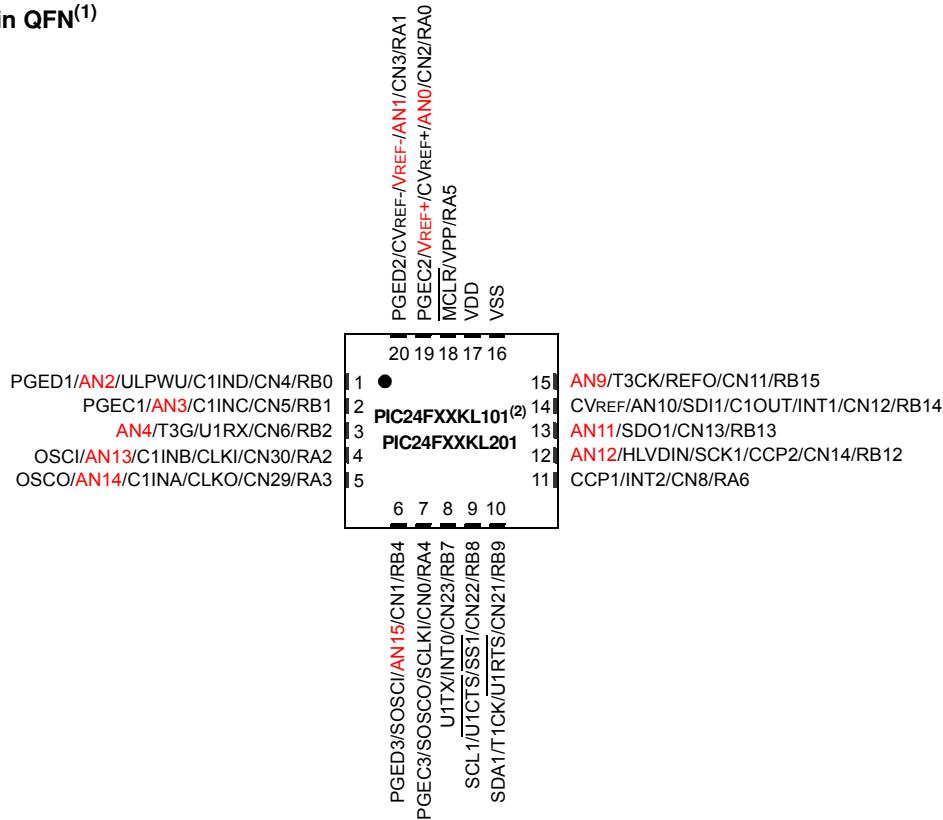 in QFN(1)
PGED2/CVREF-/VREF-/AN1/CN3/RA1
PGEC2/VREF+/CVREF+/AN0/CN2/RA0
MCLR/VPP/RA5
VDD
VSS
20 19 18 17 16
PGED1/AN2/ULPWU/C1IND/CN4/RB0 1
PGEC1/AN3/C1INC/CN5/RB1 2
AN4/T3G/U1RX/CN6/RB2 3
OSCI/AN13/C1INB/CLKI/CN30/RA2 4
OSCO/AN14/C1INA/CLKO/CN29/RA3 5
PIC24FXXKL101(2)
PIC24FXXKL201
15 AN9/T3CK/REFO/CN11/RB15
14 CVREF/AN10/SDI1/C1OUT/INT1/CN12/RB14
13 AN11/SDO1/CN13/RB13
12 AN12/HLVDIN/SCK1/CCP2/CN14/RB12
11 CCP1/INT2/CN8/RA6
6 7 8 9 10
PGED3/SOSCI/AN15/CN1/RB4
PGEC3/SOSCO/SCLKI/CN0/RA4
U1TX/INT0/CN23/RB7
SCL1/U1CTS/SS1/CN22/RB8
SDA1/T1CK/U1RTS/CN21/RB9